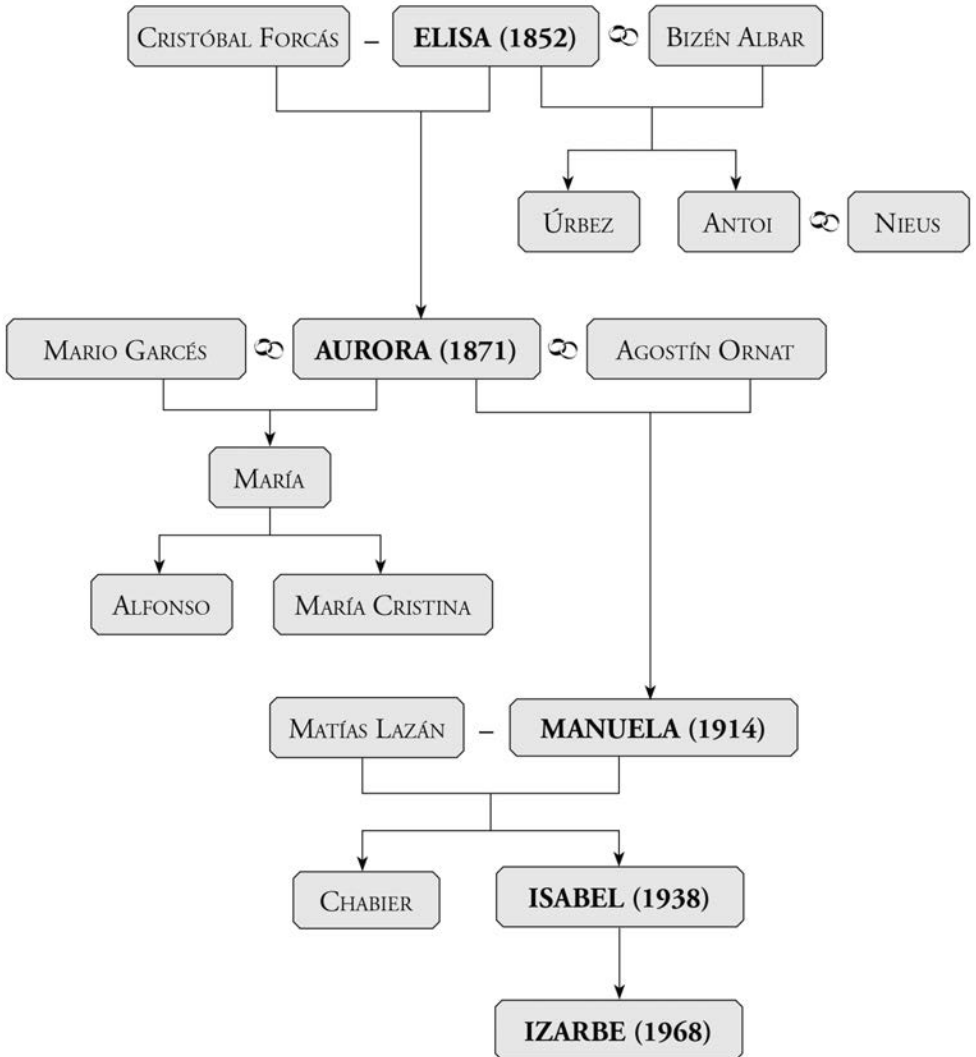 Cristóbal Forcás – ELISA (1852) Bizén Albar
Úrbez Antoi Nieus
Mario Garcés AURORA (1871) Agostín Ornat
María
Alfonso María Cristina
Matías Lazán – MANUELA (1914)
Chabier ISABEL (1938)
IZARBE (1968)